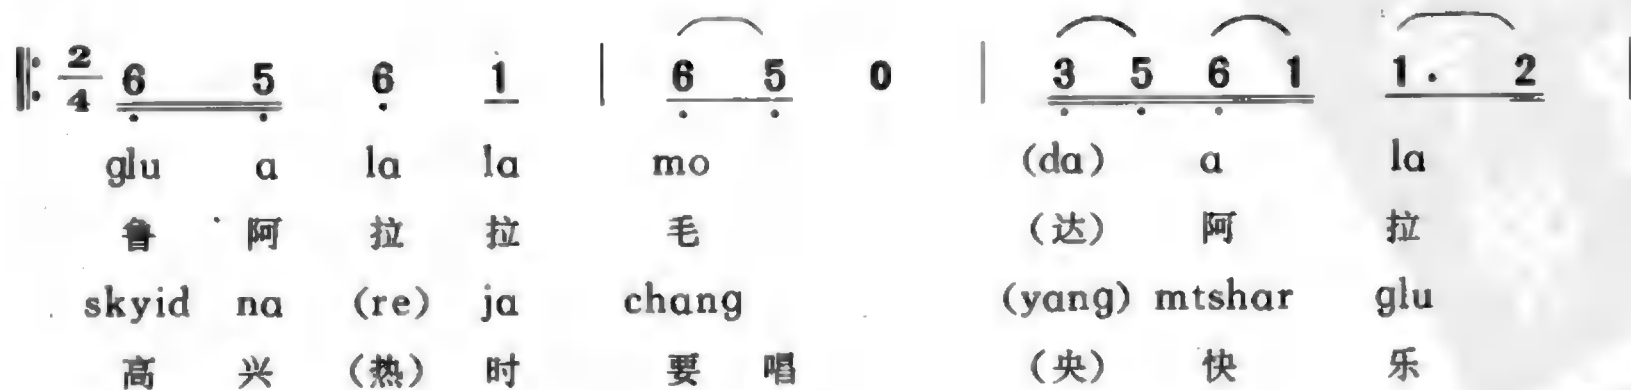 2/4 6 5 6 1 | 6 5 0 | 3 5 6 1 1 . 2 |
glu a la la mo (da) a la
鲁 阿 拉 拉 毛 (达) 阿 拉
skyid na (re) ja chang (yang) mtshar glu
高 兴 (热) 时 要 唱 (央) 快 乐